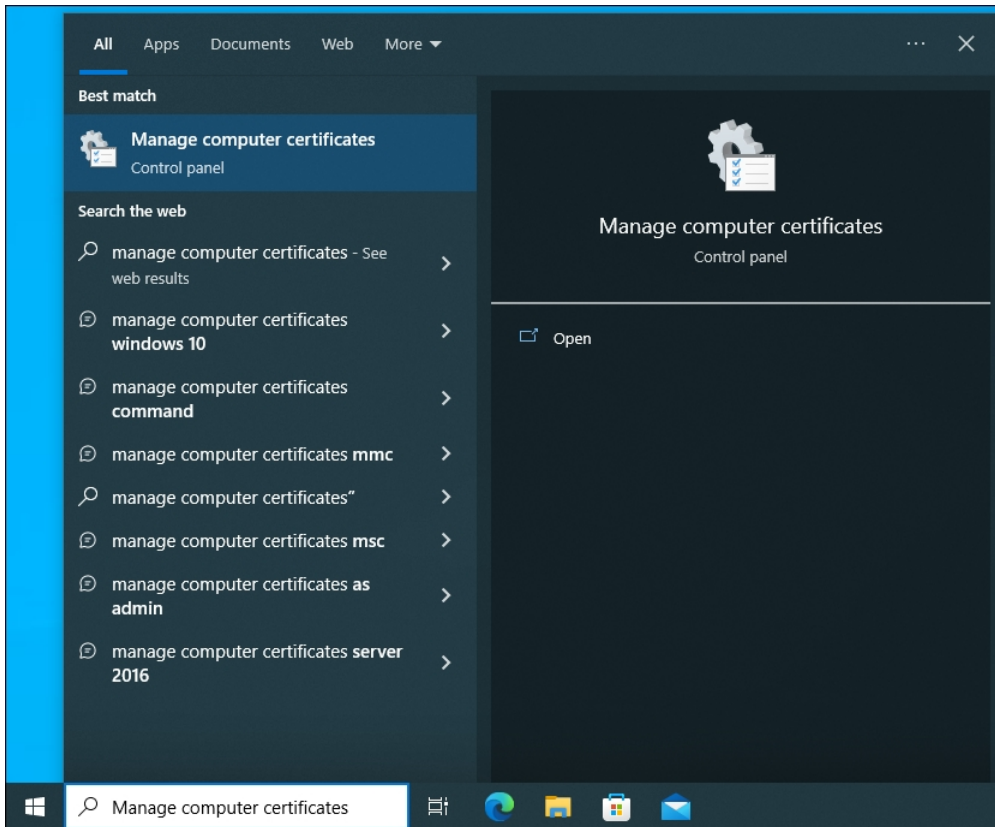 All Apps Documents Web More
Best match
Manage computer certificates
Control panel
Search the web
manage computer certificates - See
web results
manage computer certificates
windows 10
manage computer certificates
command
manage computer certificates mmc
manage computer certificates”
manage computer certificates msc
manage computer certificates as
admin
manage computer certificates server
2016
Manage computer certificates
Control panel
Open
Manage computer certificates